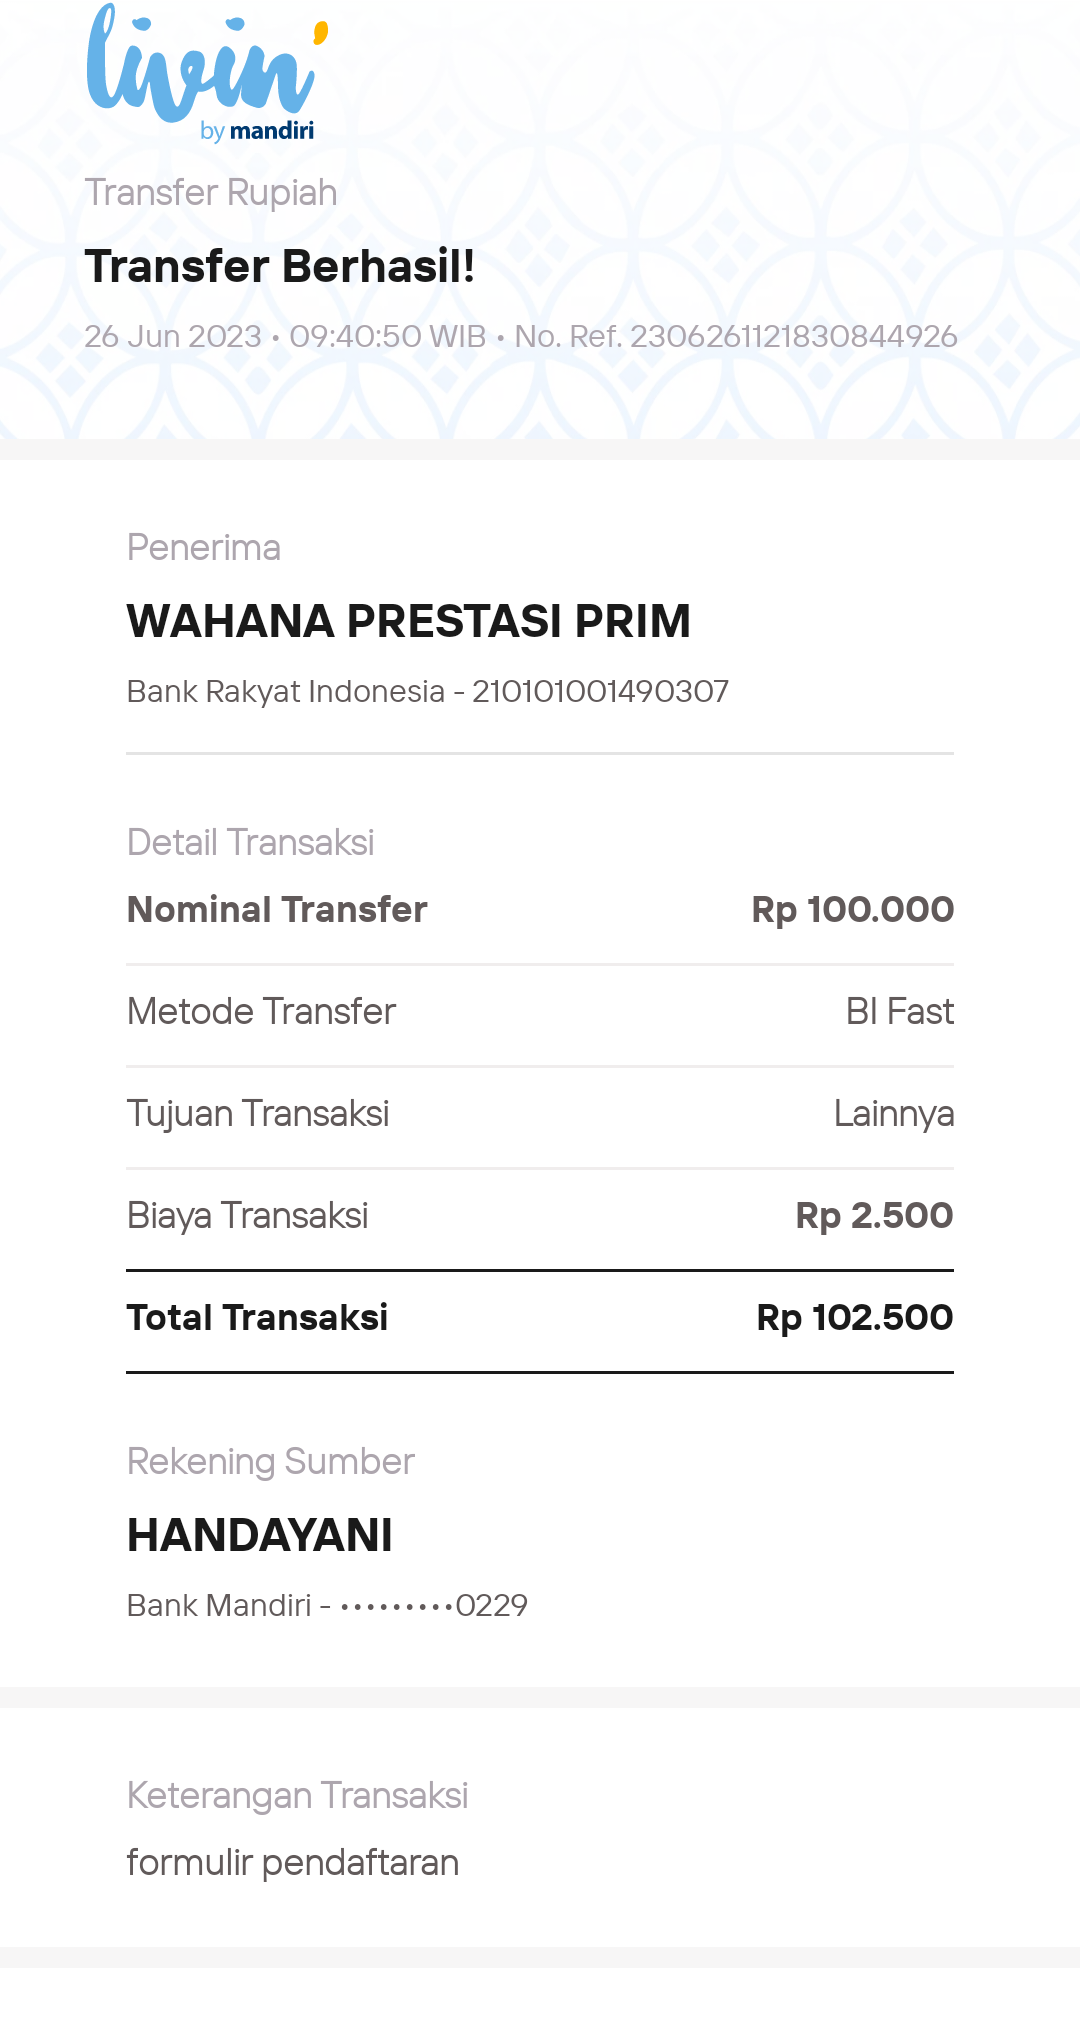 livin'
by mandiri
Transfer Rupiah
Transfer Berhasil!
26 Jun 2023 • 09:40:50 WIB • No. Ref. 2306261121830844926
Penerima
WAHANA PRESTASI PRIM
Bank Rakyat Indonesia - 210101001490307
Detail Transaksi
Nominal Transfer Rp 100.000
Metode Transfer BI Fast
Tujuan Transaksi Lainnya
Biaya Transaksi Rp 2.500
Total Transaksi Rp 102.500
Rekening Sumber
HANDAYANI
Bank Mandiri - •••••••••0229
Keterangan Transaksi
formulir pendaftaran